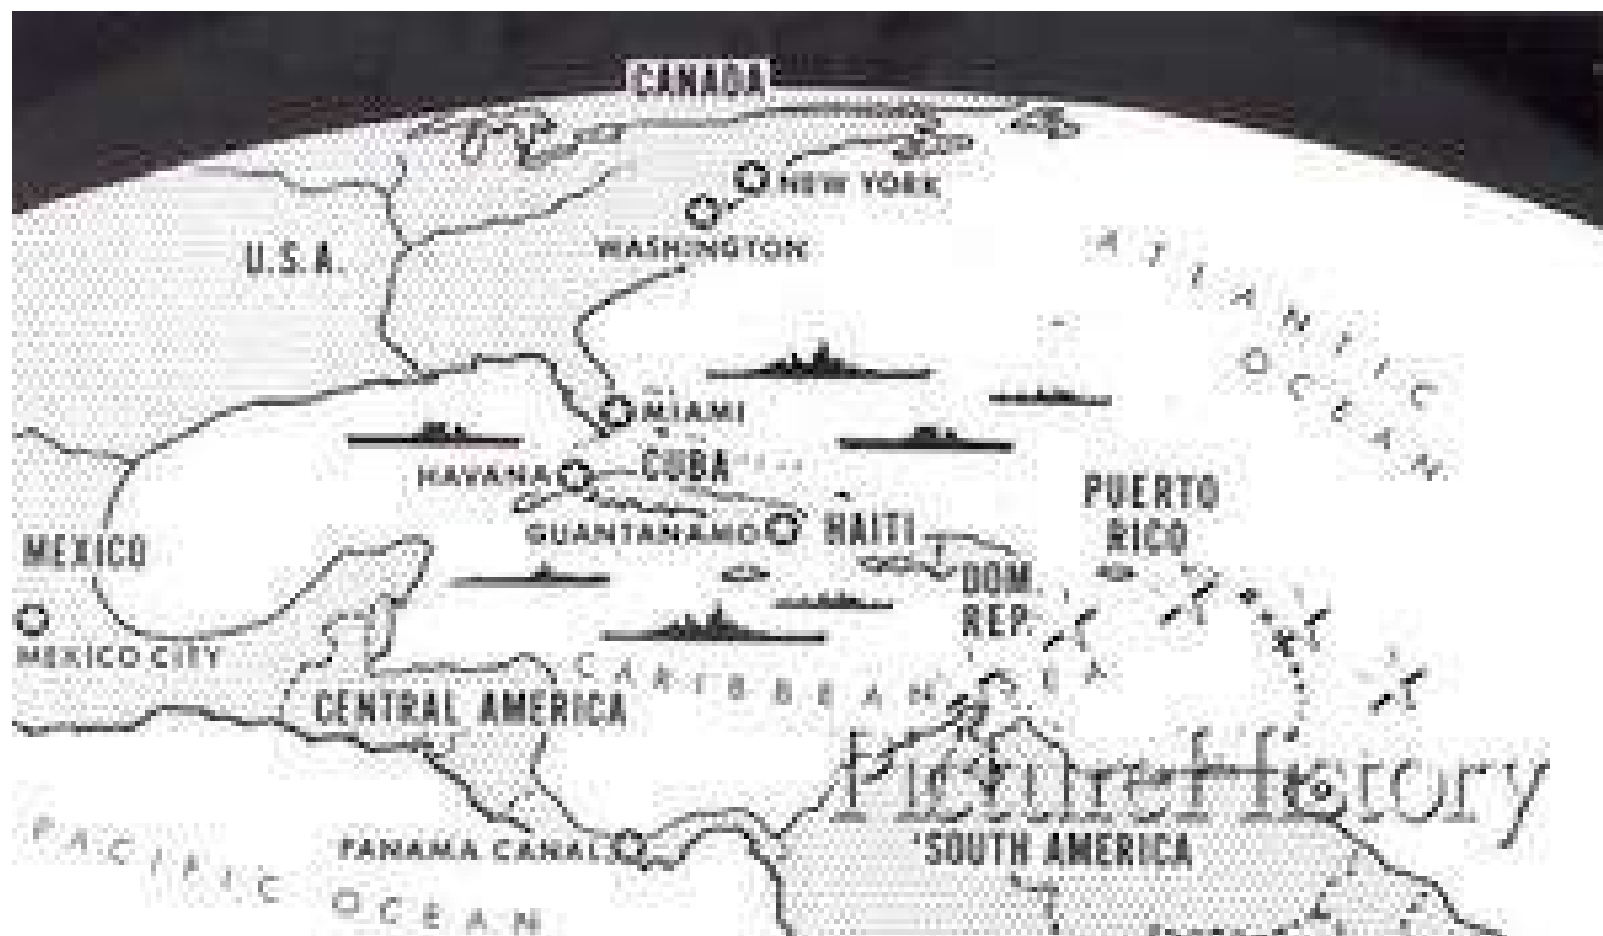 CANADA
NEW YORK
WASHINGTON
U.S.A.
ATLANTIC
OCEAN
MIAMI
HAVANA
CUBA
PUERTO
RICO
GUANTANAMO
HAITI
MEXICO
DOM.
REP.
MEXICO CITY
CARIBBEAN SEA
CENTRAL AMERICA
PictureHistory
PANAMA CANAL
SOUTH AMERICA
PACIFIC OCEAN